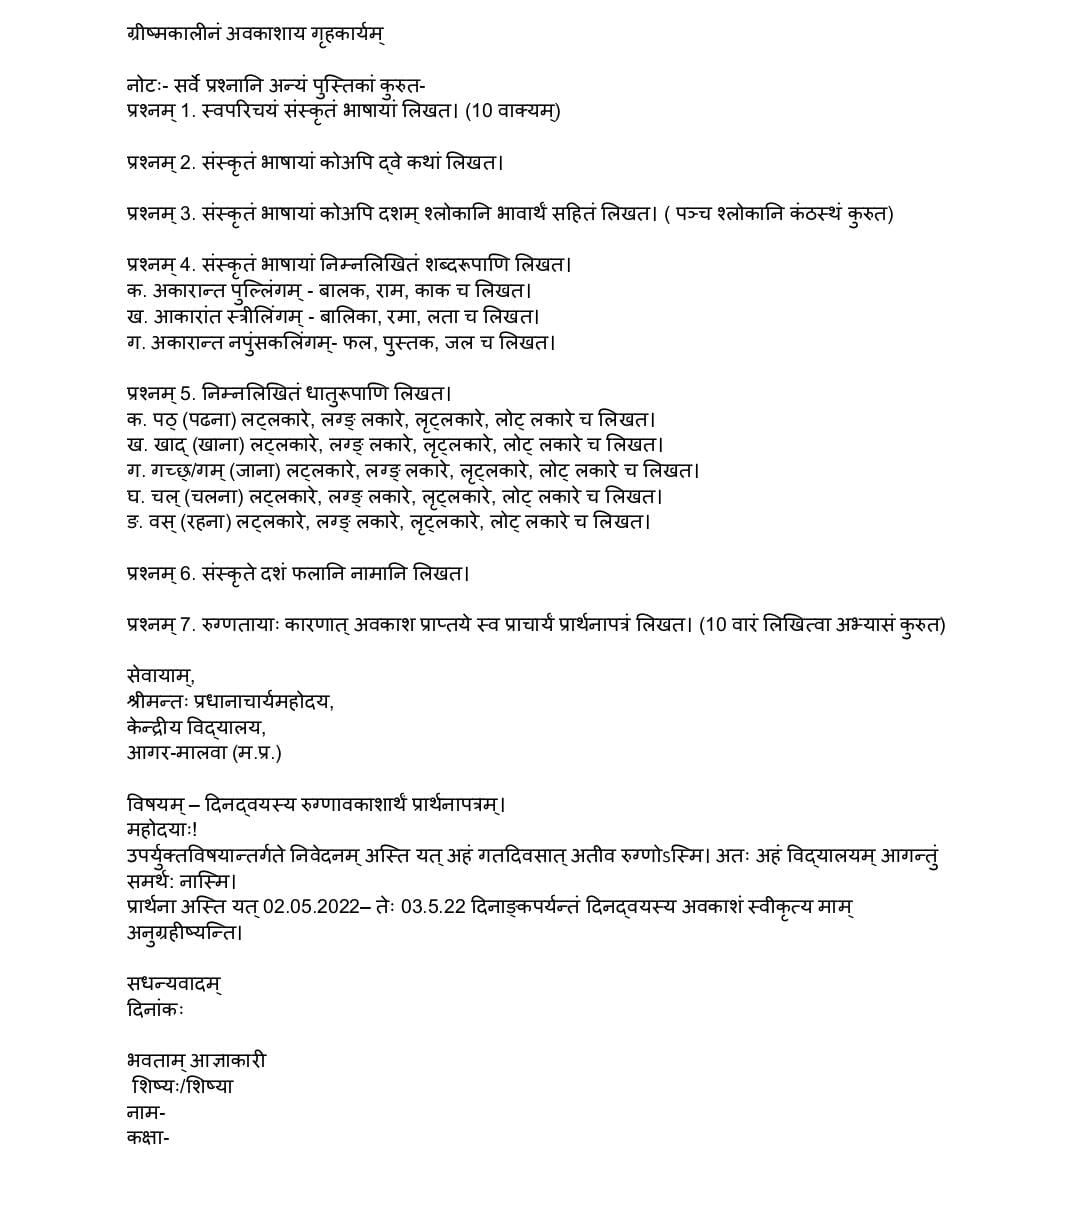 ग्रीष्मकालीनं अवकाशाय गृहकार्यम्
नोटः- सर्वे प्रश्नानि अन्यं पुस्तिकां कुरुत-
प्रश्नम् 1. स्वपरिचयं संस्कृतं भाषायां लिखत। (10 वाक्यम्)
प्रश्नम् 2. संस्कृतं भाषायां कोअपि द्वे कथां लिखत।
प्रश्नम् 3. संस्कृतं भाषायां कोअपि दशम् श्लोकानि भावार्थं सहितं लिखत। ( पञ्च श्लोकानि कंठस्थं कुरुत)
प्रश्नम् 4. संस्कृतं भाषायां निम्नलिखितं शब्दरूपाणि लिखत।
क. अकारान्त पुल्लिंगम् - बालक, राम, काक च लिखत।
ख. आकारांत स्त्रीलिंगम् - बालिका, रमा, लता च लिखत।
ग. अकारान्त नपुंसकलिंगम्- फल, पुस्तक, जल च लिखत।
प्रश्नम् 5. निम्नलिखितं धातुरूपाणि लिखत।
क. पठ् (पढना) लट्लकारे, लग्ङ् लकारे, लृट्लकारे, लोट् लकारे च लिखत।
ख. खाद् (खाना) लट्लकारे, लग्ङ् लकारे, लृट्लकारे, लोट् लकारे च लिखत।
ग. गच्छ्/गम् (जाना) लट्लकारे, लग्ङ् लकारे, लृट्लकारे, लोट् लकारे च लिखत।
घ. चल् (चलना) लट्लकारे, लग्ङ् लकारे, लृट्लकारे, लोट् लकारे च लिखत।
ङ. वस् (रहना) लट्लकारे, लग्ङ् लकारे, लृट्लकारे, लोट् लकारे च लिखत।
प्रश्नम् 6. संस्कृते दशं फलानि नामानि लिखत।
प्रश्नम् 7. रुग्णतायाः कारणात् अवकाश प्राप्तये स्व प्राचार्यं प्रार्थनापत्रं लिखत। (10 वारं लिखित्वा अभ्यासं कुरुत)
सेवायाम्,
श्रीमन्तः प्रधानाचार्यमहोदय,
केन्द्रीय विद्यालय,
आगर-मालवा (म.प्र.)
विषयम् – दिनद्वयस्य रुग्णावकाशार्थं प्रार्थनापत्रम्।
महोदयाः!
उपर्युक्तविषयान्तर्गते निवेदनम् अस्ति यत् अहं गतदिवसात् अतीव रुग्णोऽस्मि। अतः अहं विद्यालयम् आगन्तुं
समर्थ: नास्मि।
प्रार्थना अस्ति यत् 02.05.2022– तेः 03.5.22 दिनाङ्कपर्यन्तं दिनद्वयस्य अवकाशं स्वीकृत्य माम्
अनुग्रहीष्यन्ति।
सधन्यवादम्
दिनांकः
भवताम् आज्ञाकारी
शिष्यः/शिष्या
नाम-
कक्षा-